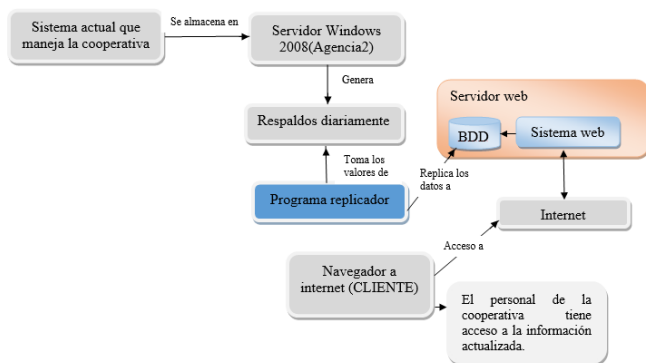 Sistema actual que
maneja la cooperativa
Se almacena en
Servidor Windows
2008(Agencia2)
Genera
Respaldos diariamente
Servidor web
BDD
Sistema web
Toma los
valores de
Replica los
datos a
Programa replicador
Internet
Acceso a
Navegador a
internet (CLIENTE)
El personal de la
cooperativa tiene
acceso a la información
actualizada.